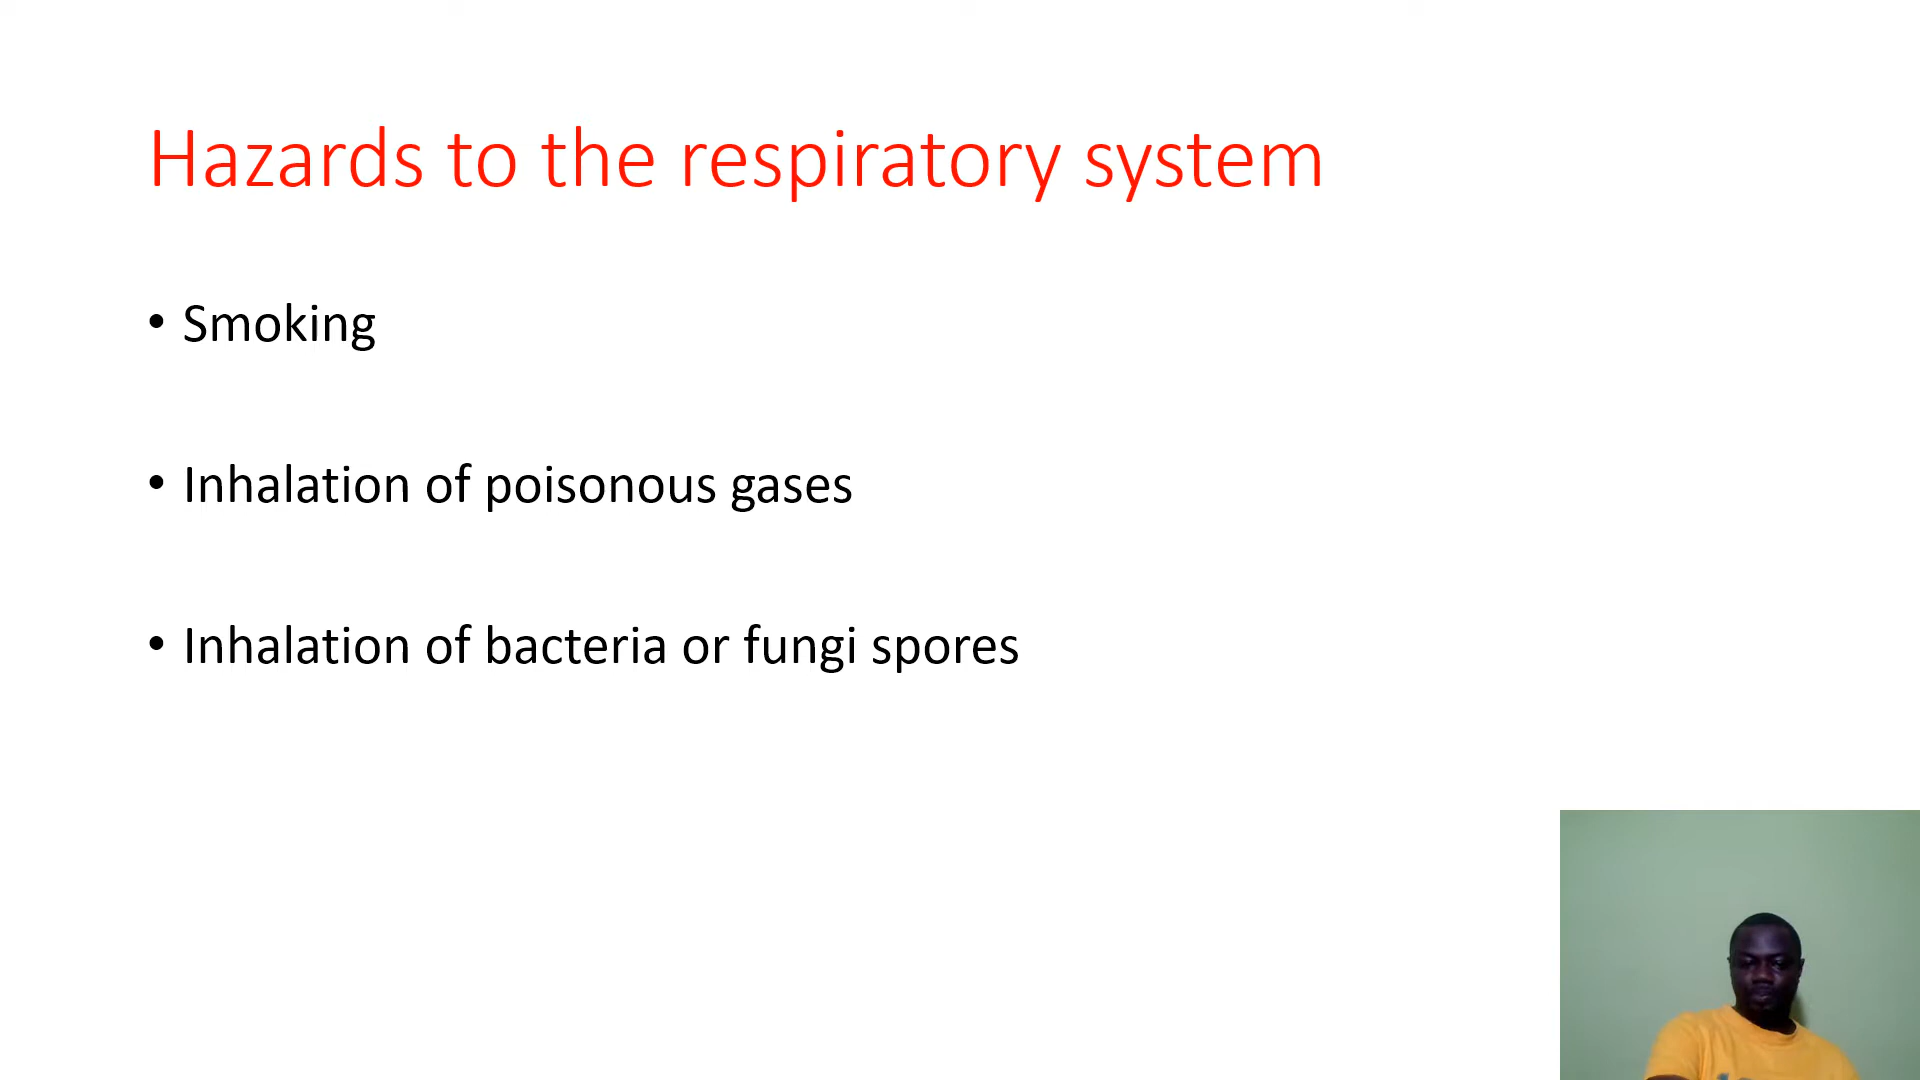 Hazards to the respiratory system
• Smoking
• Inhalation of poisonous gases
• Inhalation of bacteria or fungi spores